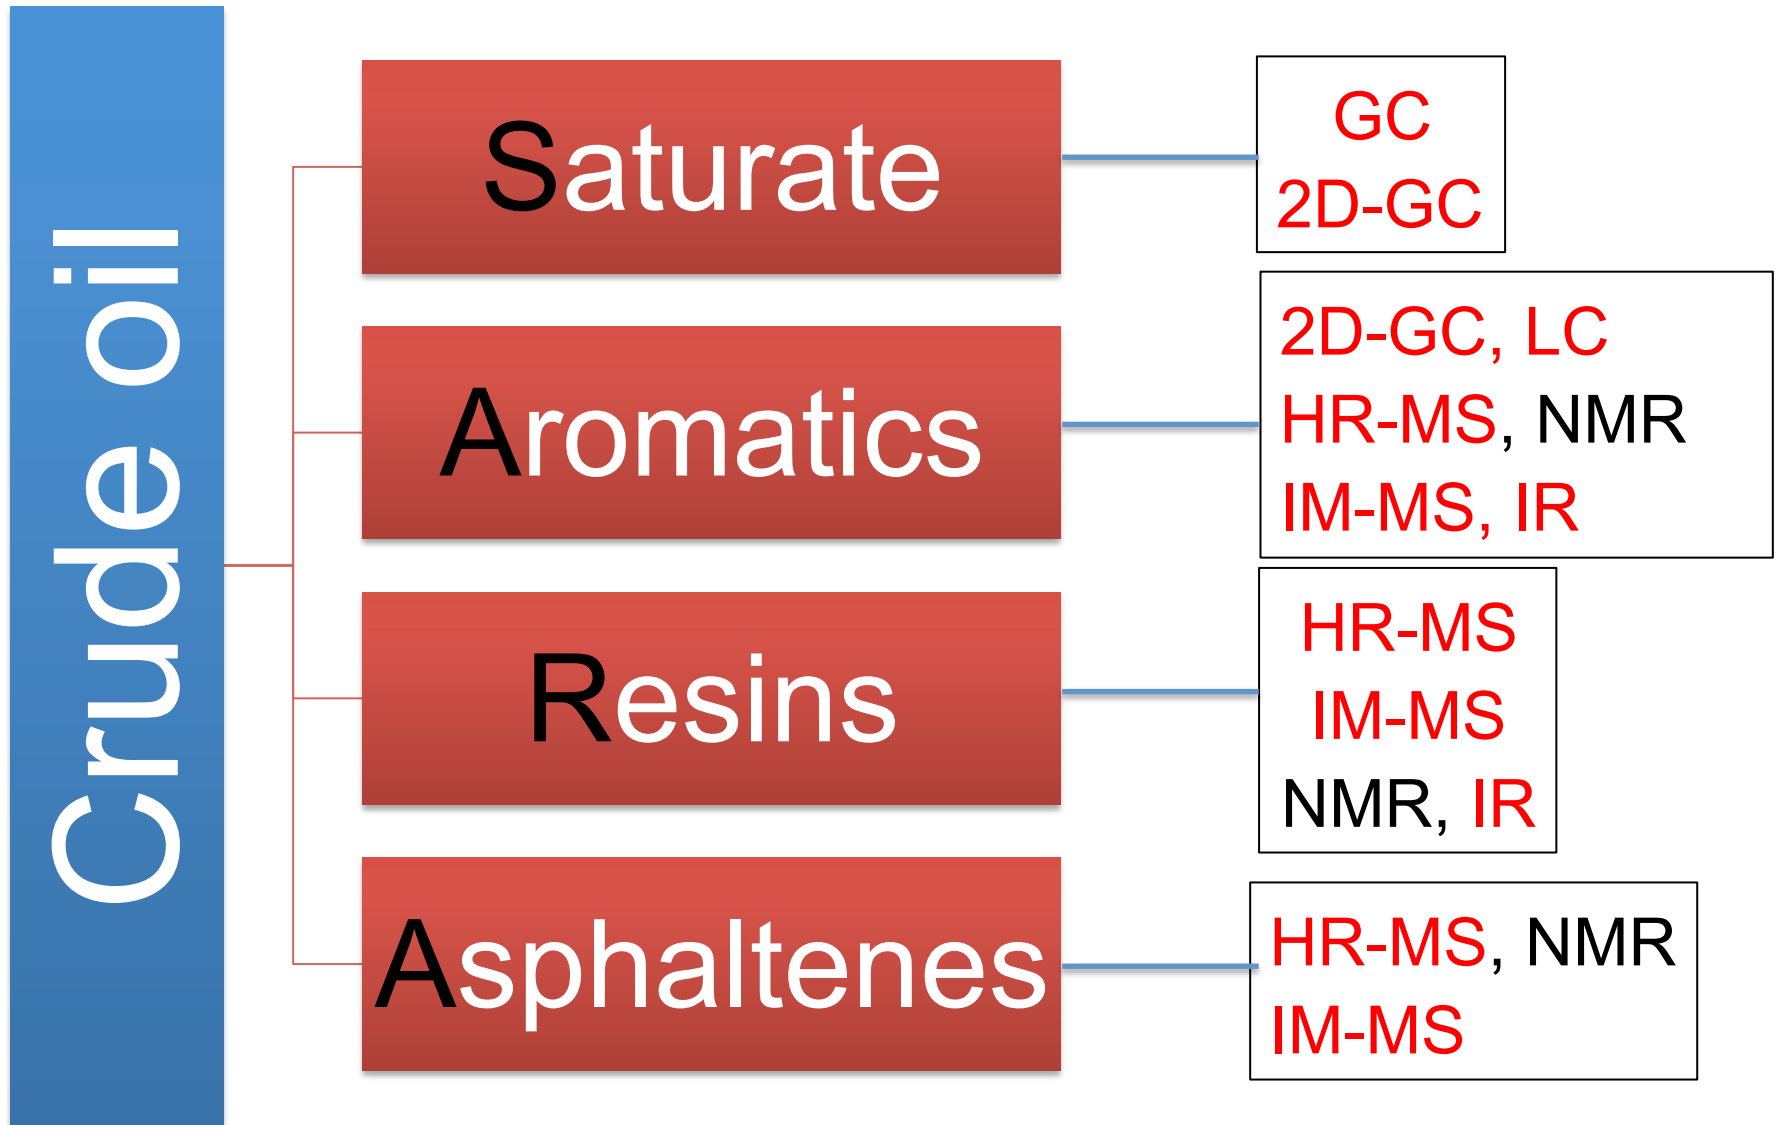 Crude oil
Saturate
GC
2D-GC
Aromatics
2D-GC, LC
HR-MS, NMR
IM-MS, IR
Resins
HR-MS
IM-MS
NMR, IR
Asphaltenes
HR-MS, NMR
IM-MS